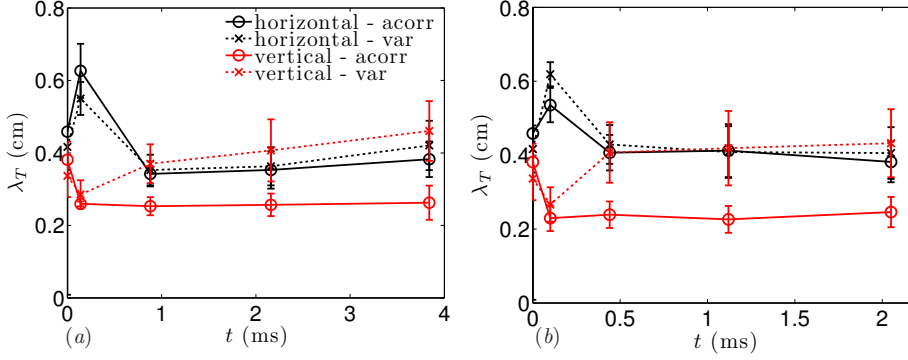 0.8
0.6
0.4
0.2
0
λ_T (cm)
horizontal - acorr
horizontal - var
vertical - acorr
vertical - var
0 1 2 3 4
(a)
t (ms)
0.8
0.6
0.4
0.2
0
λ_T (cm)
0 0.5 1 1.5 2
(b)
t (ms)